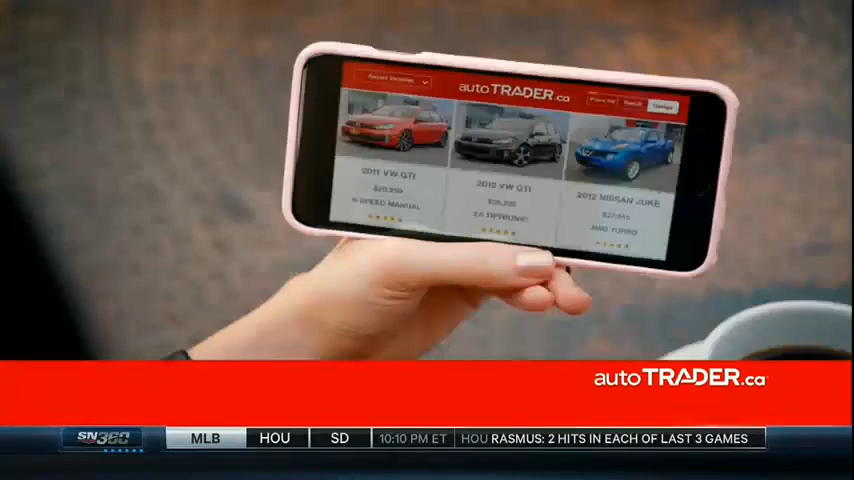 autoTRADER.ca
2011 VW GTI
2012 VW GTI
2012 NISSAN JUKE
6-SPEED MANUAL
AWD TURBO
autoTRADER.ca
SN360 MLB HOU SD 10:10 PM ET HOU RASMUS: 2 HITS IN EACH OF LAST 3 GAMES